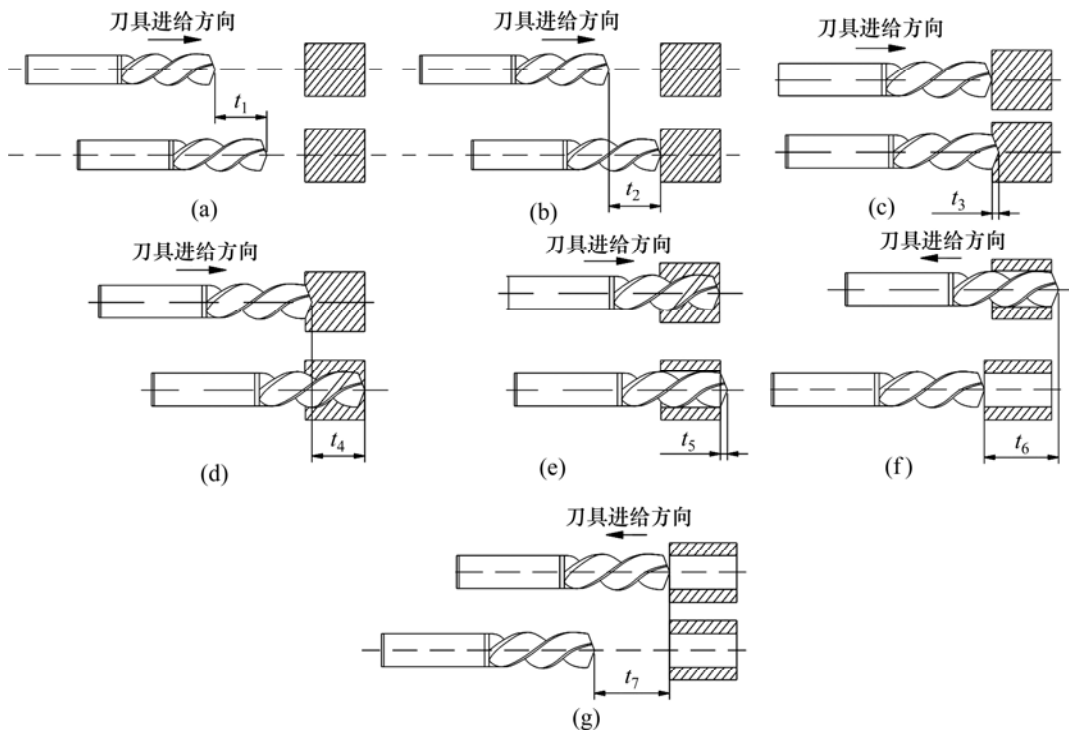 刀具进给方向
t1
(a)
刀具进给方向
t2
(b)
刀具进给方向
t3
(c)
刀具进给方向
t4
(d)
刀具进给方向
t5
(e)
刀具进给方向
t6
(f)
刀具进给方向
t7
(g)